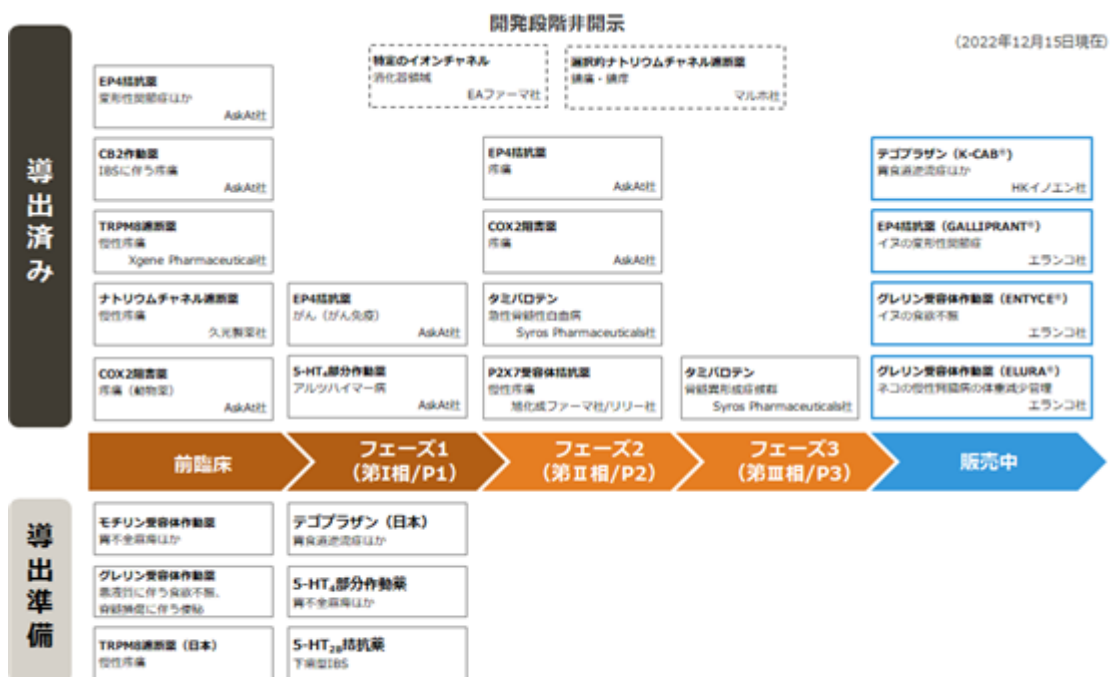 開発段階非開示
(2022年12月15日現在)
導出済み
特定のイオンチャネル
消化器領域
EAファーマ社
選択的ナトリウムチャネル遮断薬
鎮痛・鎮痒
マルホ社
EP4拮抗薬
変形性関節症ほか
AskAt社
CB2作動薬
IBSに伴う疼痛
AskAt社
EP4拮抗薬
疼痛
AskAt社
テゴプラザン（K-CAB®）
胃食道逆流症ほか
HKイノエン社
TRPM8遮断薬
慢性疼痛
Xgene Pharmaceutical社
COX2阻害薬
疼痛
AskAt社
EP4拮抗薬（GALLIPRANT®）
イヌの変形性関節症
エランコ社
ナトリウムチャネル遮断薬
慢性疼痛
久光製薬社
EP4拮抗薬
がん（がん免疫）
AskAt社
タミバロテン
急性骨髄性白血病
Syros Pharmaceuticals社
グレリン受容体作動薬（ENTYCE®）
イヌの食欲不振
エランコ社
COX2阻害薬
疼痛（動物薬）
AskAt社
5-HT₄部分作動薬
アルツハイマー病
AskAt社
P2X7受容体拮抗薬
慢性疼痛
旭化成ファーマ社/リリー社
タミバロテン
骨髄異形成症候群
Syros Pharmaceuticals社
グレリン受容体作動薬（ELURA®）
ネコの慢性腎臓病の体重減少管理
エランコ社
前臨床
フェーズ1
（第Ⅰ相/P1）
フェーズ2
（第Ⅱ相/P2）
フェーズ3
（第Ⅲ相/P3）
販売中
導出準備
モチリン受容体作動薬
胃不全麻痺ほか
テゴプラザン（日本）
胃食道逆流症ほか
グレリン受容体作動薬
悪液質に伴う食欲不振、
脊髄損傷に伴う便秘
5-HT₄部分作動薬
胃不全麻痺ほか
TRPM8遮断薬（日本）
慢性疼痛
5-HT₂B拮抗薬
下痢型IBS